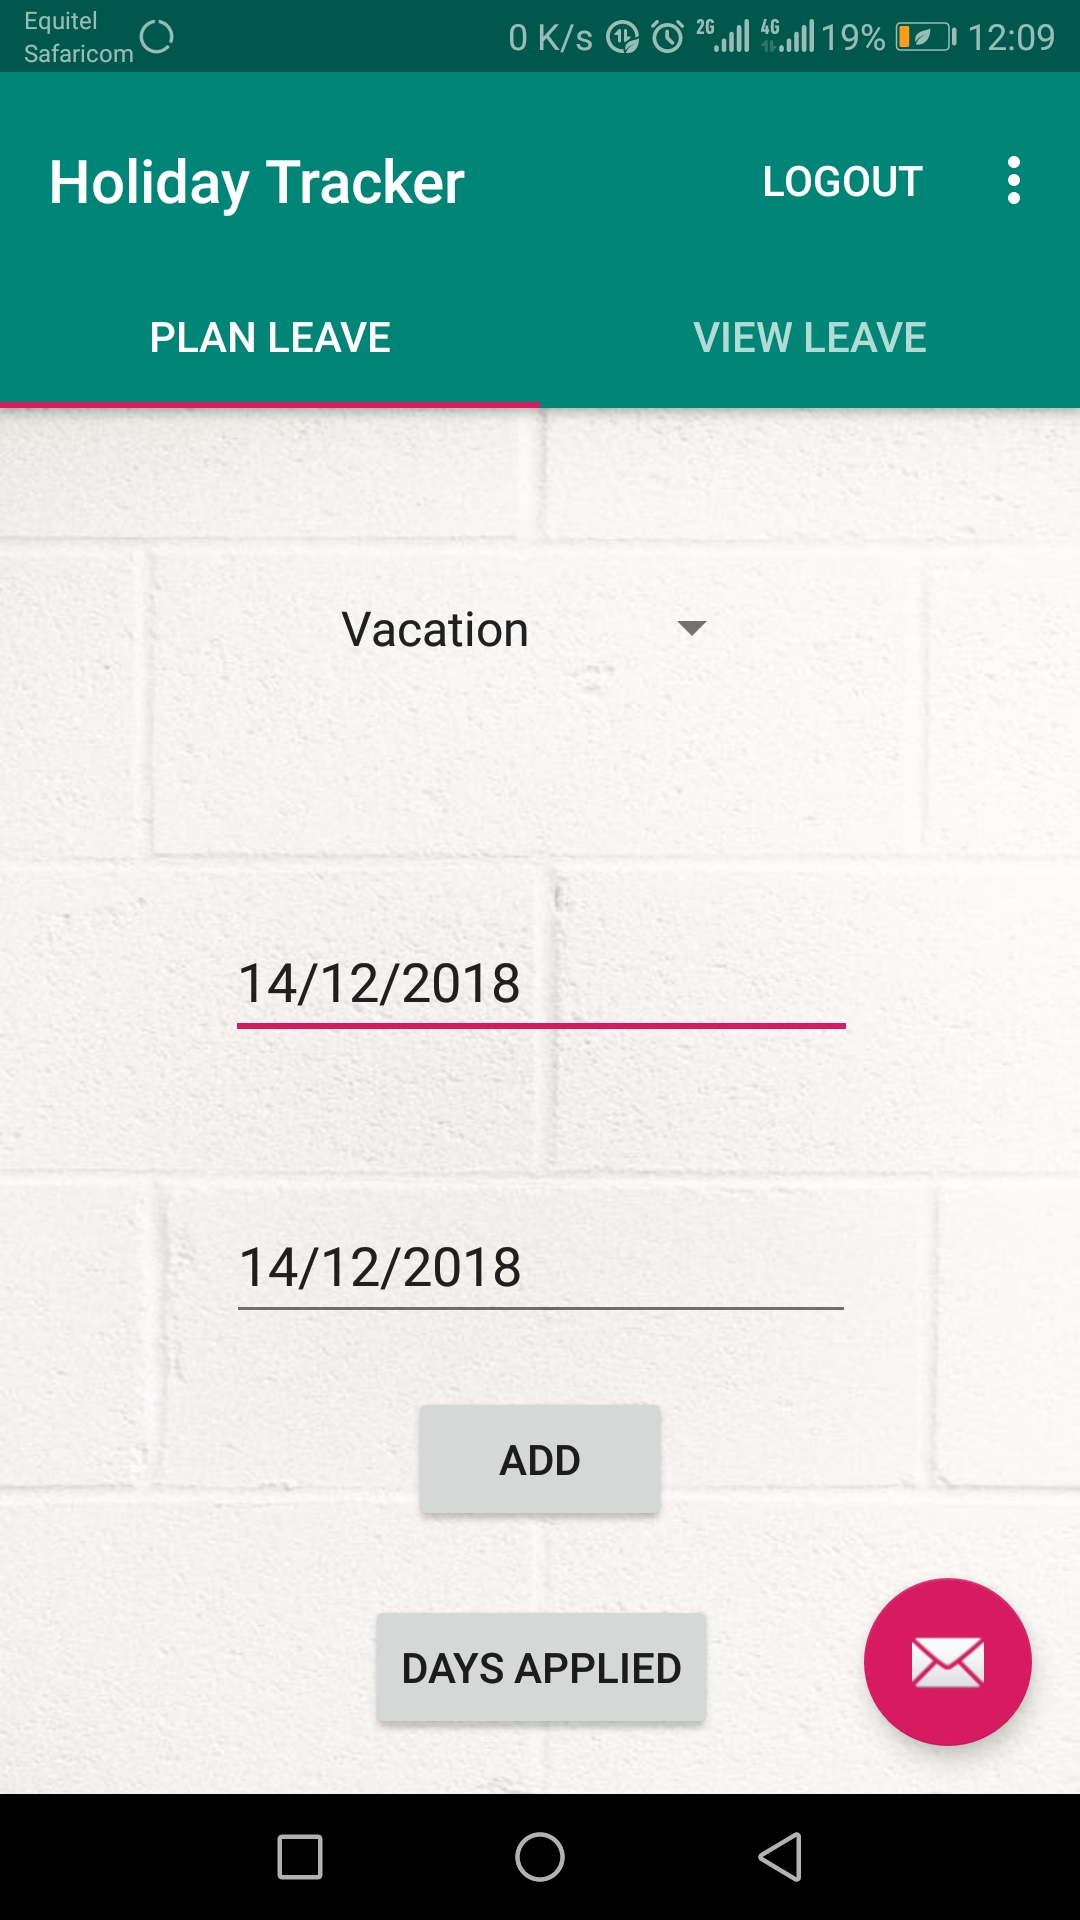 Equitel
Safaricom
0 K/s 2G 4G 19% 12:09
Holiday Tracker LOGOUT
PLAN LEAVE VIEW LEAVE
Vacation
14/12/2018
14/12/2018
ADD
DAYS APPLIED